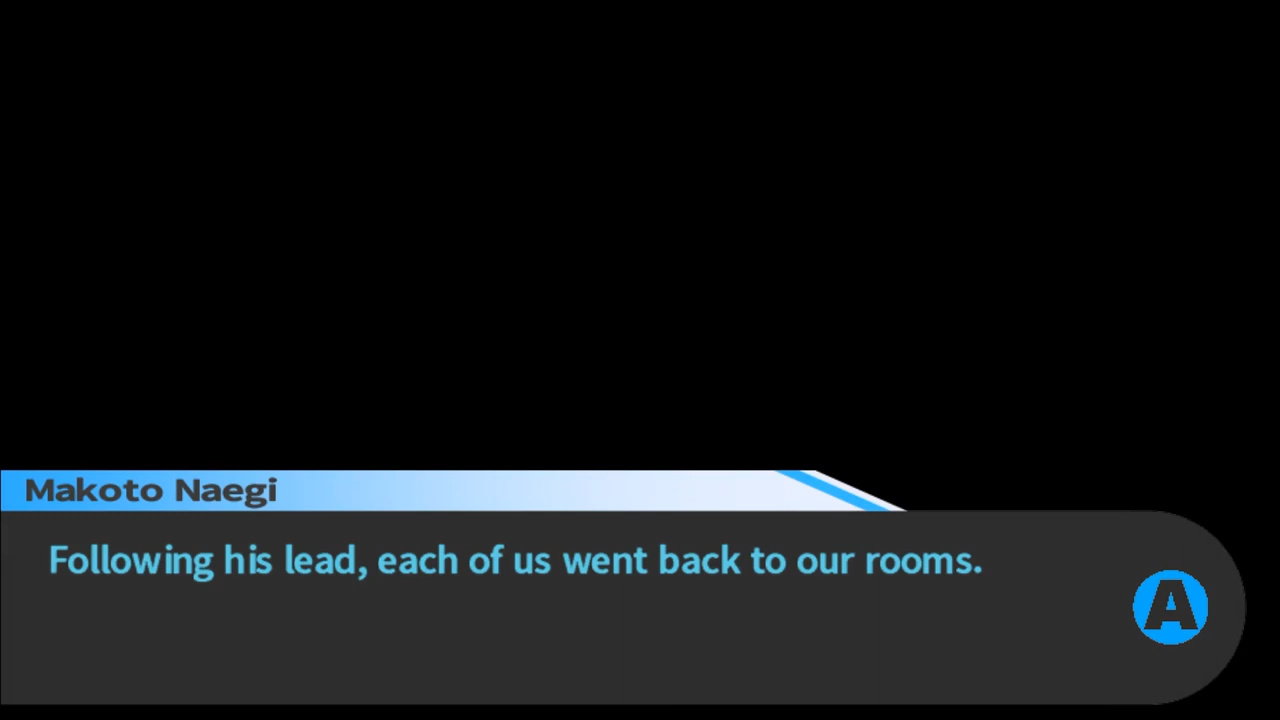 Makoto Naegi
Following his lead, each of us went back to our rooms.
A